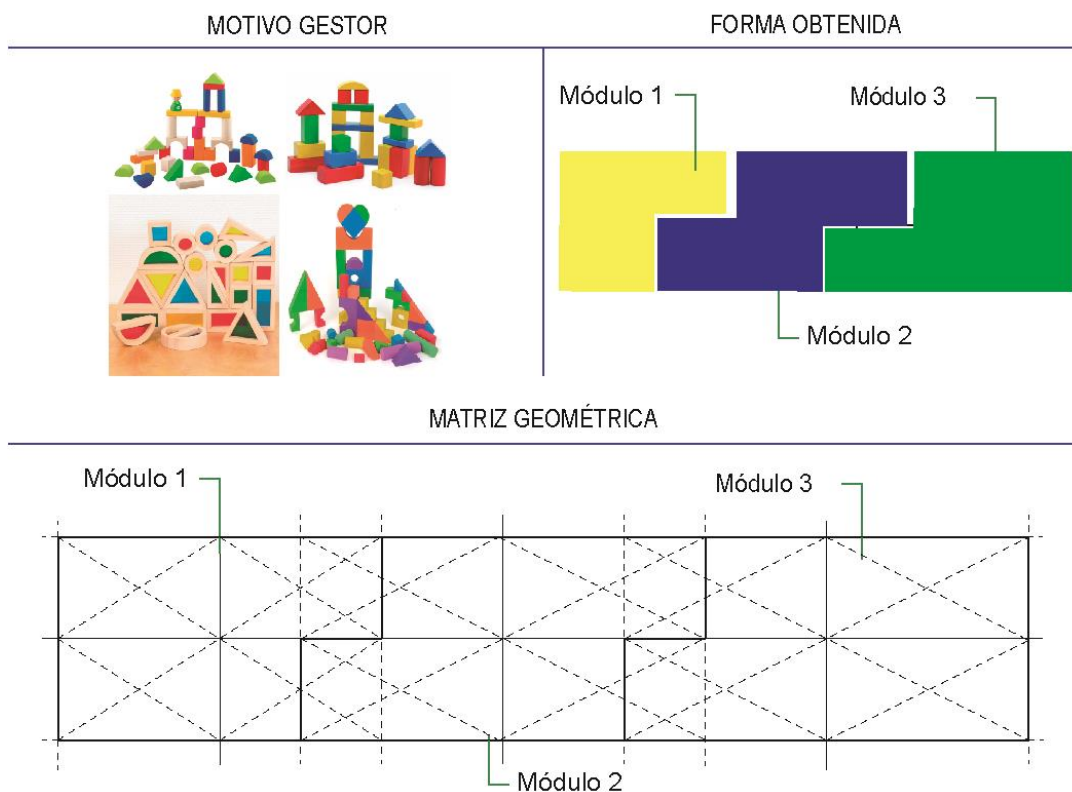 MOTIVO GESTOR
FORMA OBTENIDA
Módulo 1
Módulo 3
Módulo 2
MATRIZ GEOMÉTRICA
Módulo 1
Módulo 3
Módulo 2